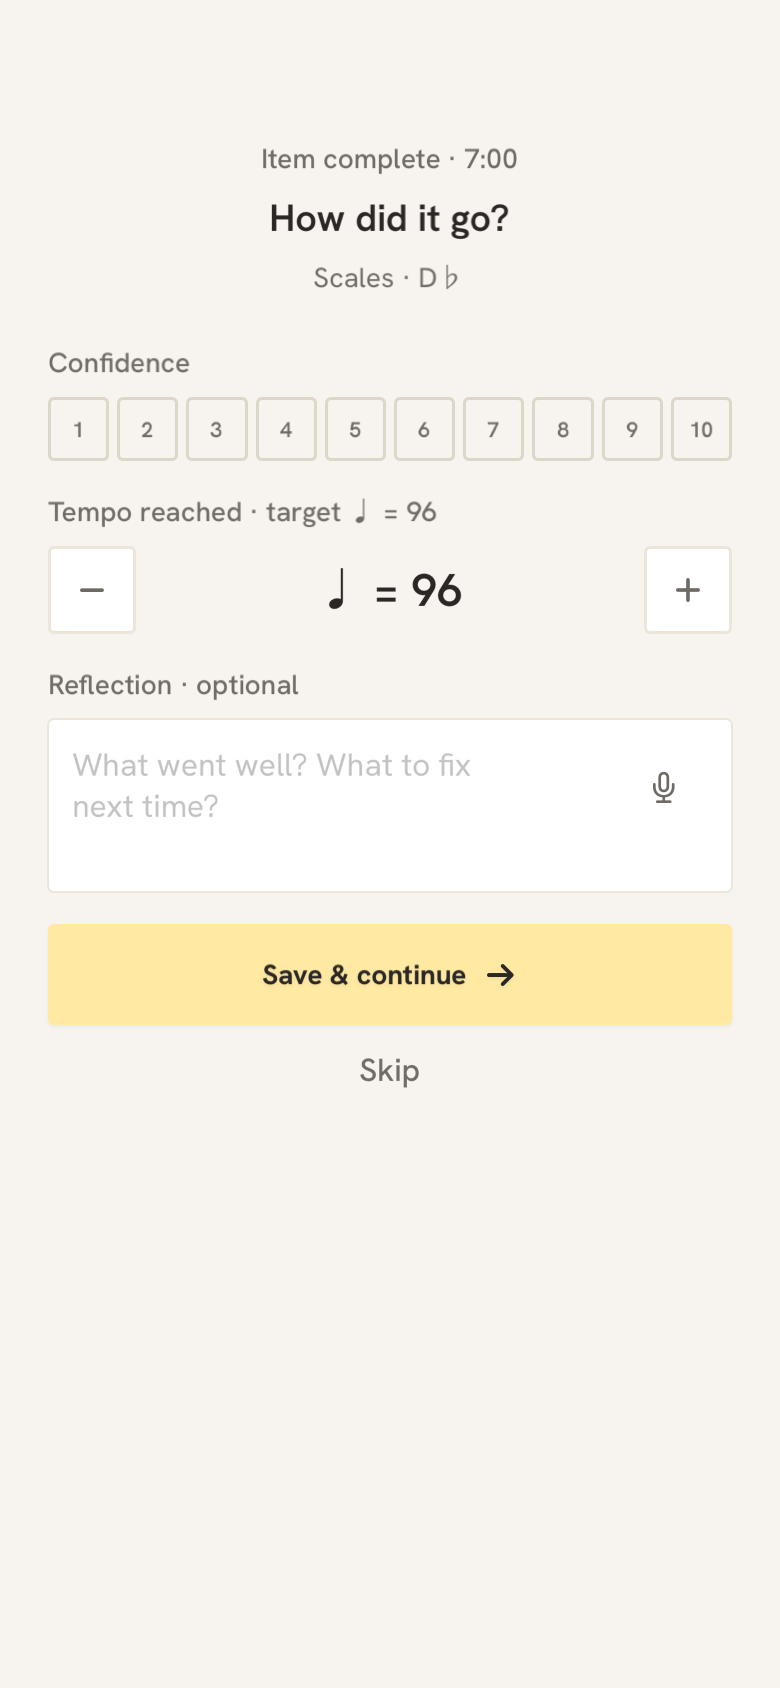 Item complete · 7:00
How did it go?
Scales · D♭
Confidence
1 2 3 4 5 6 7 8 9 10
Tempo reached · target ♩ = 96
− ♩ = 96 +
Reflection · optional
What went well? What to fix
next time?
Save & continue →
Skip